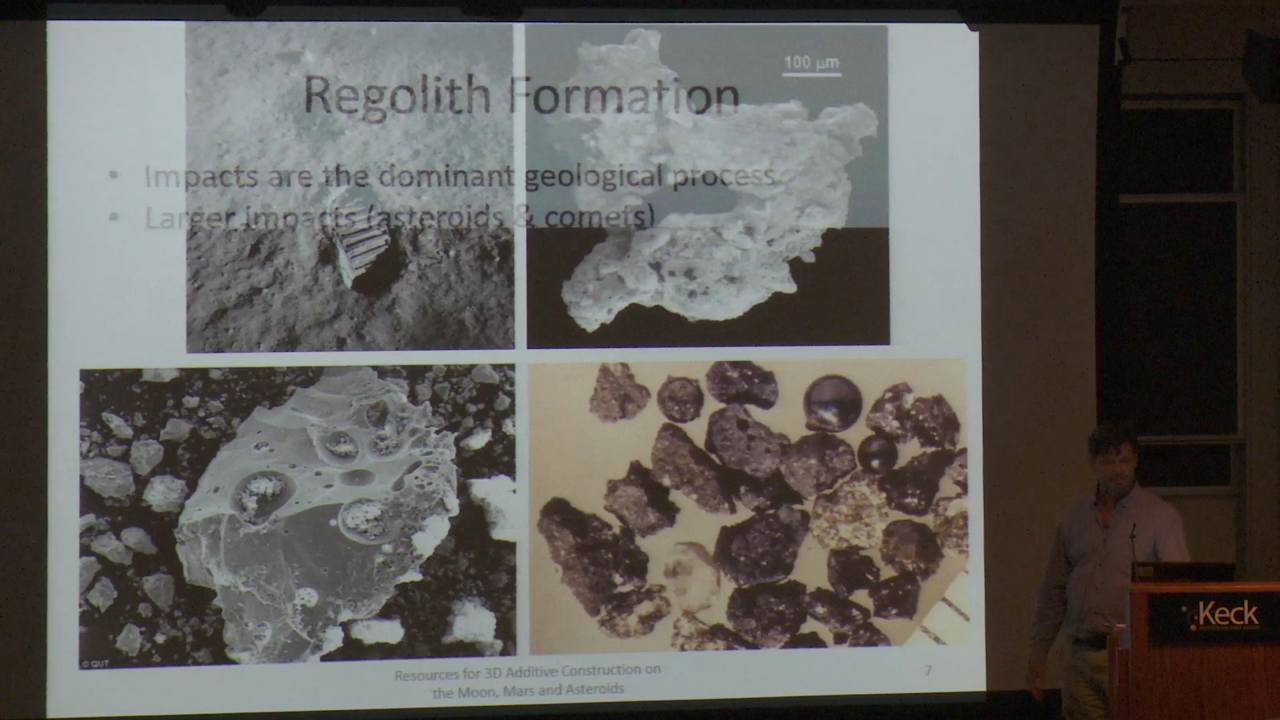 100 μm
Regolith Formation
• Impacts are the dominant geological process
• Larger impacts (asteroids & comets)
© QUT
Resources for 3D Additive Construction on
the Moon, Mars and Asteroids
7
Keck